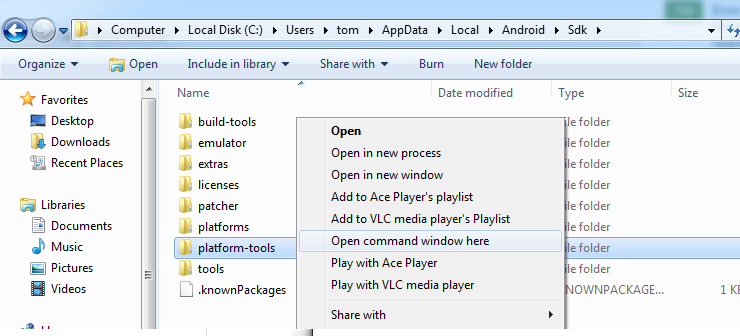 Computer Local Disk (C:) Users tom AppData Local Android Sdk
Organize Open Include in library Share with Burn New folder
Name Date modified Type Size
Favorites
Desktop
Downloads
Recent Places
Libraries
Documents
Music
Pictures
Videos
build-tools
emulator
extras
licenses
patcher
platforms
platform-tools
tools
.knownPackages
Open
Open in new process
Open in new window
Add to Ace Player's playlist
Add to VLC media player's Playlist
Open command window here
Play with Ace Player
Play with VLC media player
Share with
ile folder
ile folder
ile folder
ile folder
ile folder
ile folder
ile folder
ile folder
NOWNPACKAGE... 1 KE